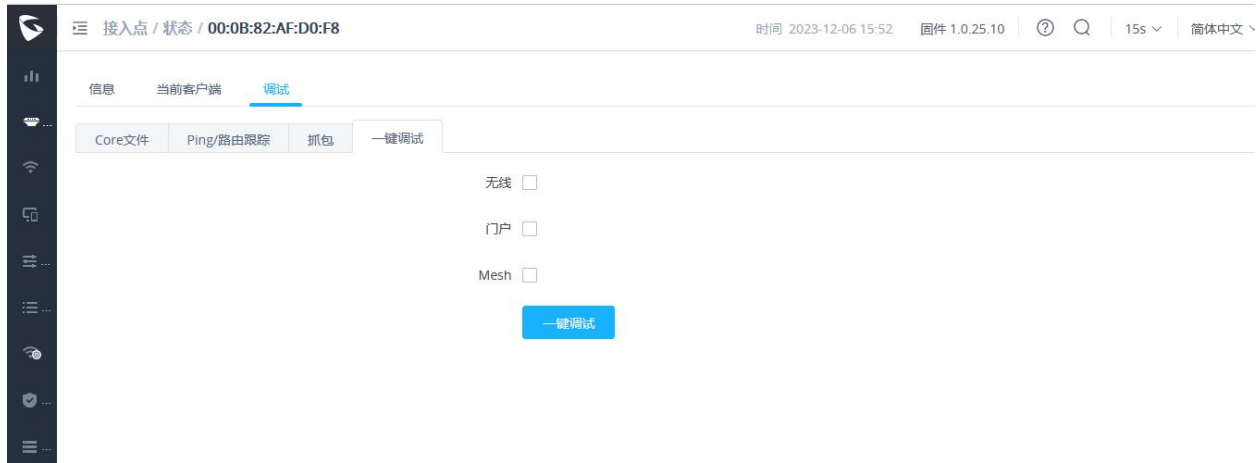 接入点 / 状态 / 00:0B:82:AF:D0:F8 时间 2023-12-06 15:52 固件 1.0.25.10 15s 简体中文
信息 当前客户端 调试
Core文件 Ping/路由跟踪 抓包 一键调试
无线
门户
Mesh
一键调试